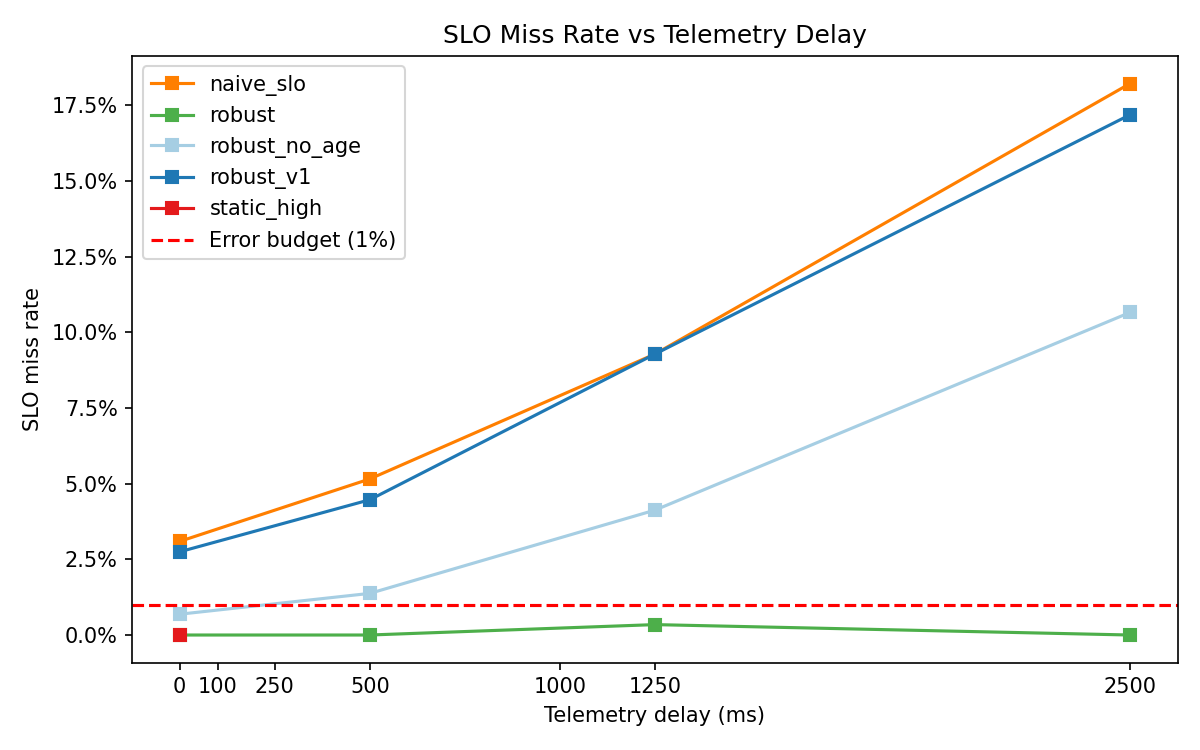 SLO Miss Rate vs Telemetry Delay
naive_slo
robust
robust_no_age
robust_v1
static_high
Error budget (1%)
17.5%
15.0%
12.5%
10.0%
7.5%
5.0%
2.5%
0.0%
SLO miss rate
0 100 250 500 1000 1250 2500
Telemetry delay (ms)